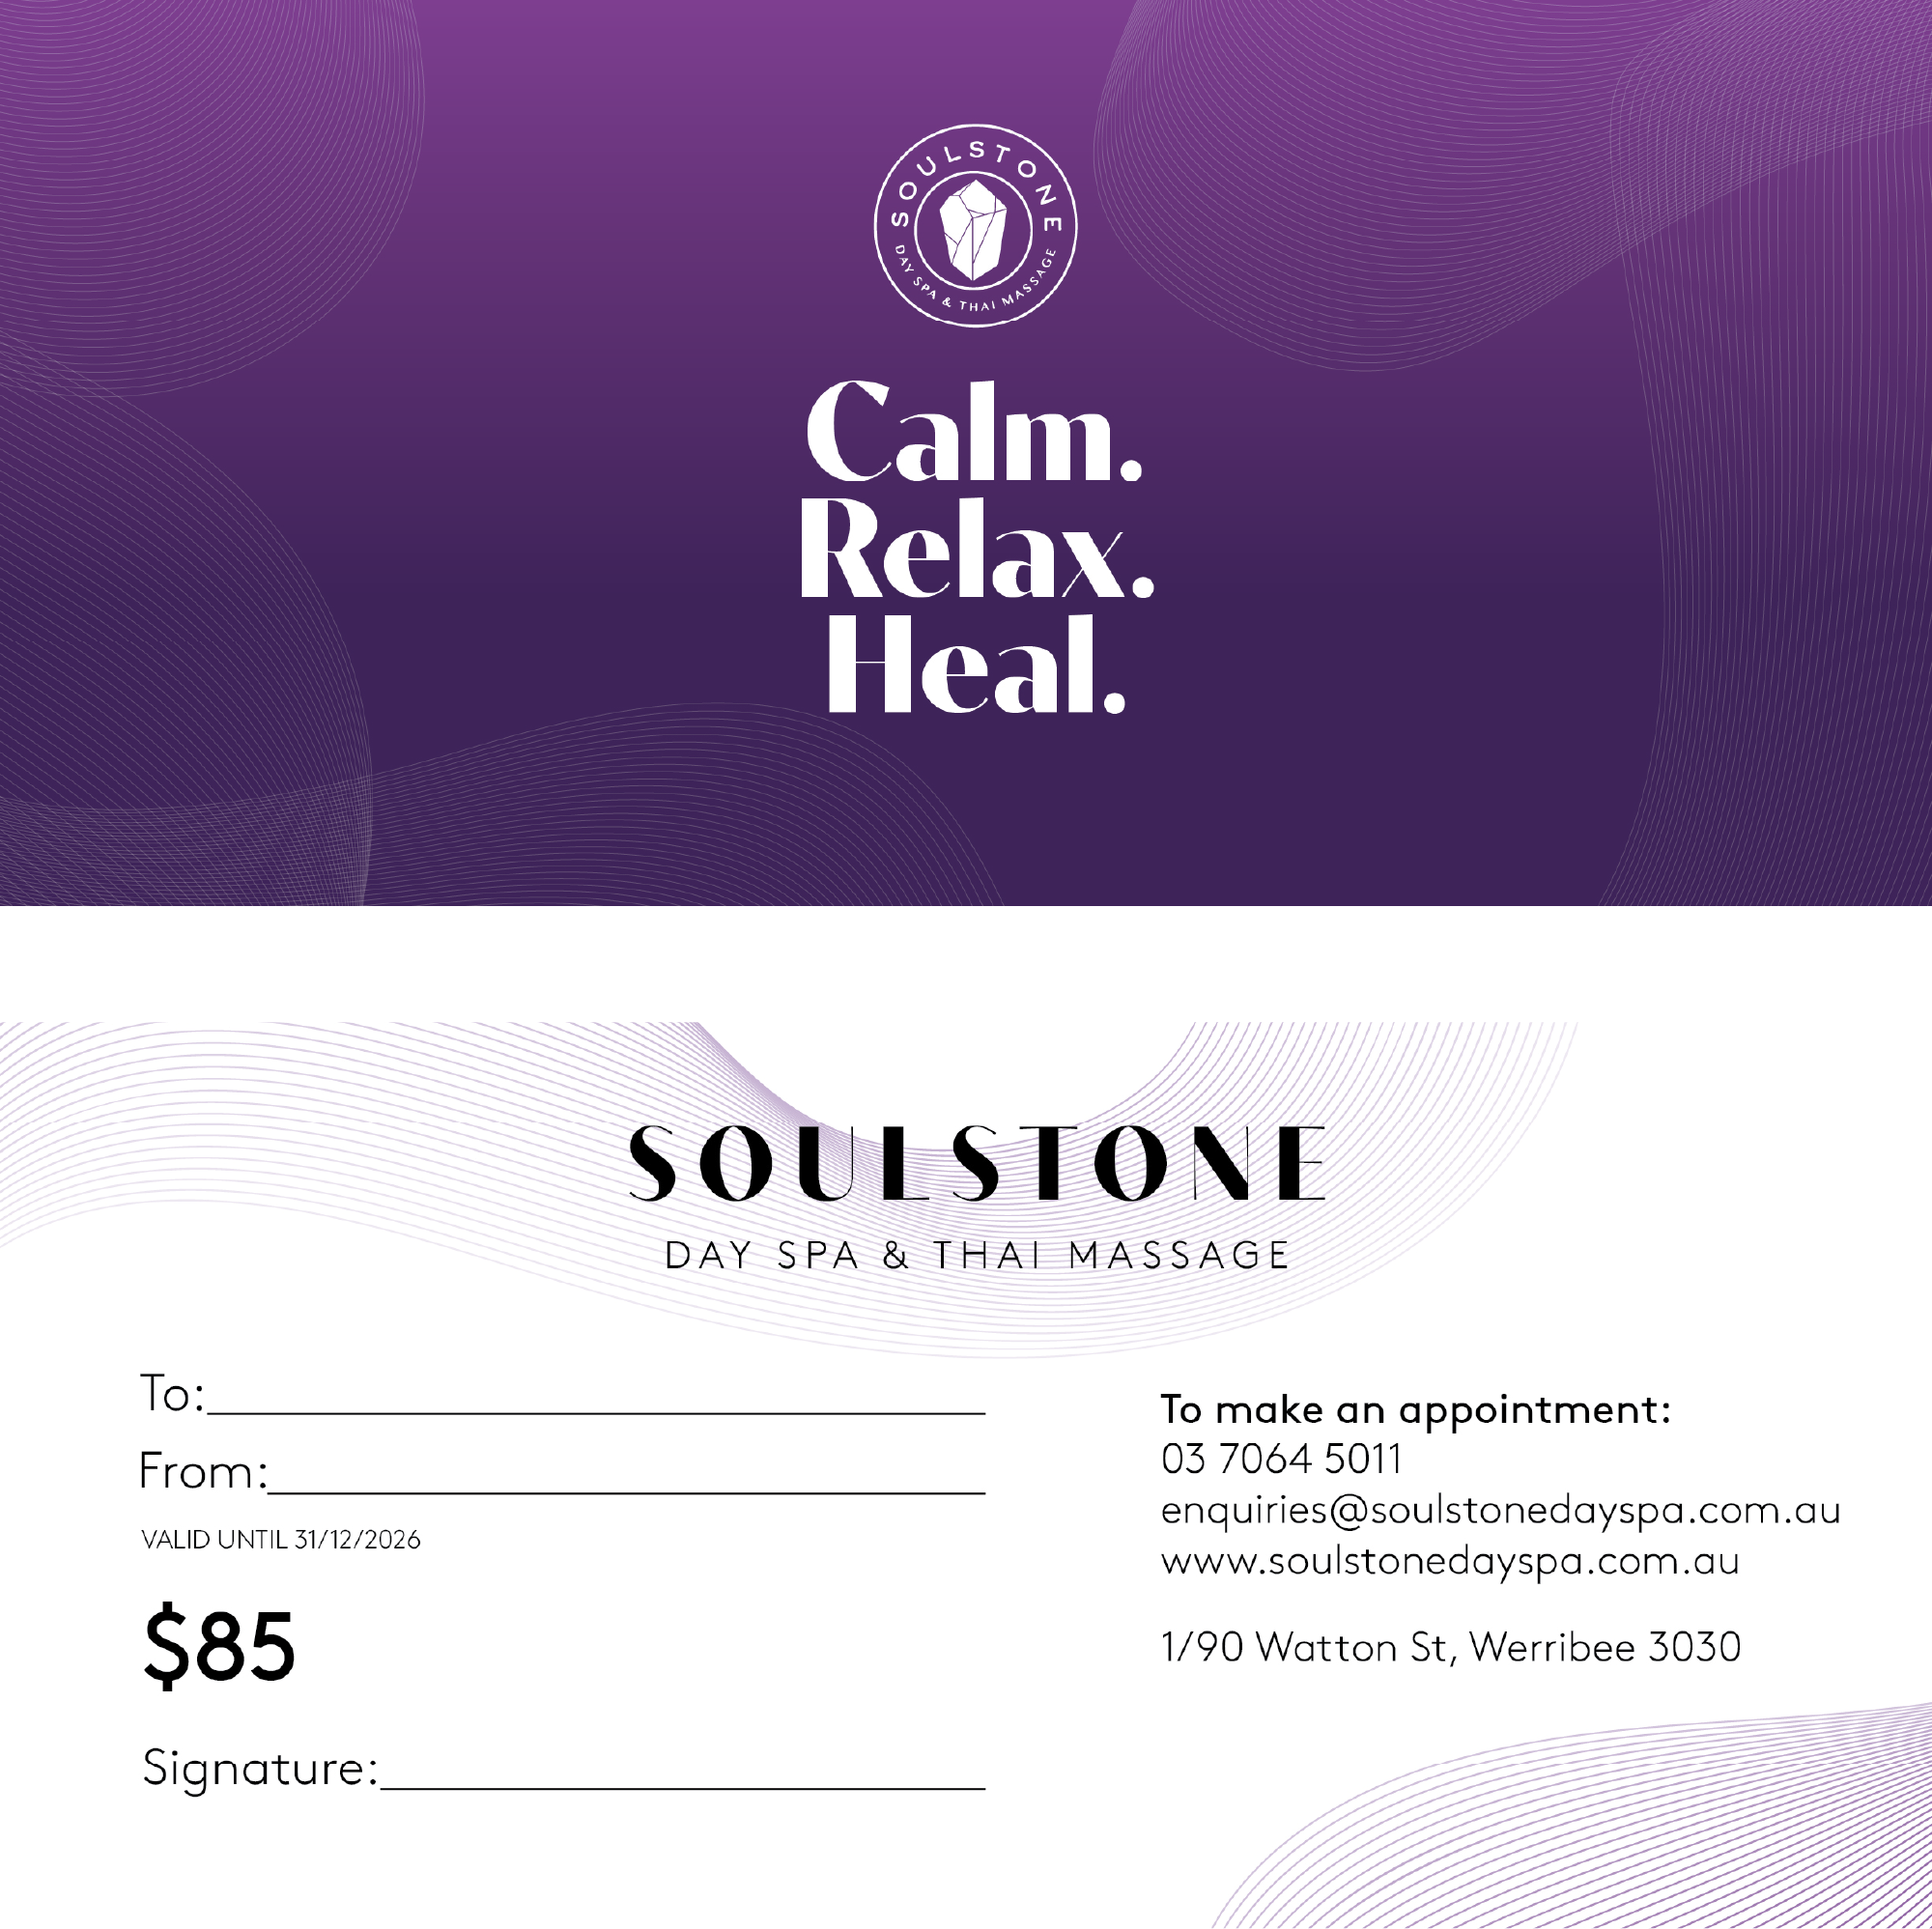 SOULSTONE
DAY SPA & THAI MASSAGE
Calm.
Relax.
Heal.
SOULSTONE
DAY SPA & THAI MASSAGE
To:
From:
VALID UNTIL 31/12/2026
$85
Signature:
To make an appointment:
03 7064 5011
enquiries@soulstonedayspa.com.au
www.soulstonedayspa.com.au
1/90 Watton St, Werribee 3030